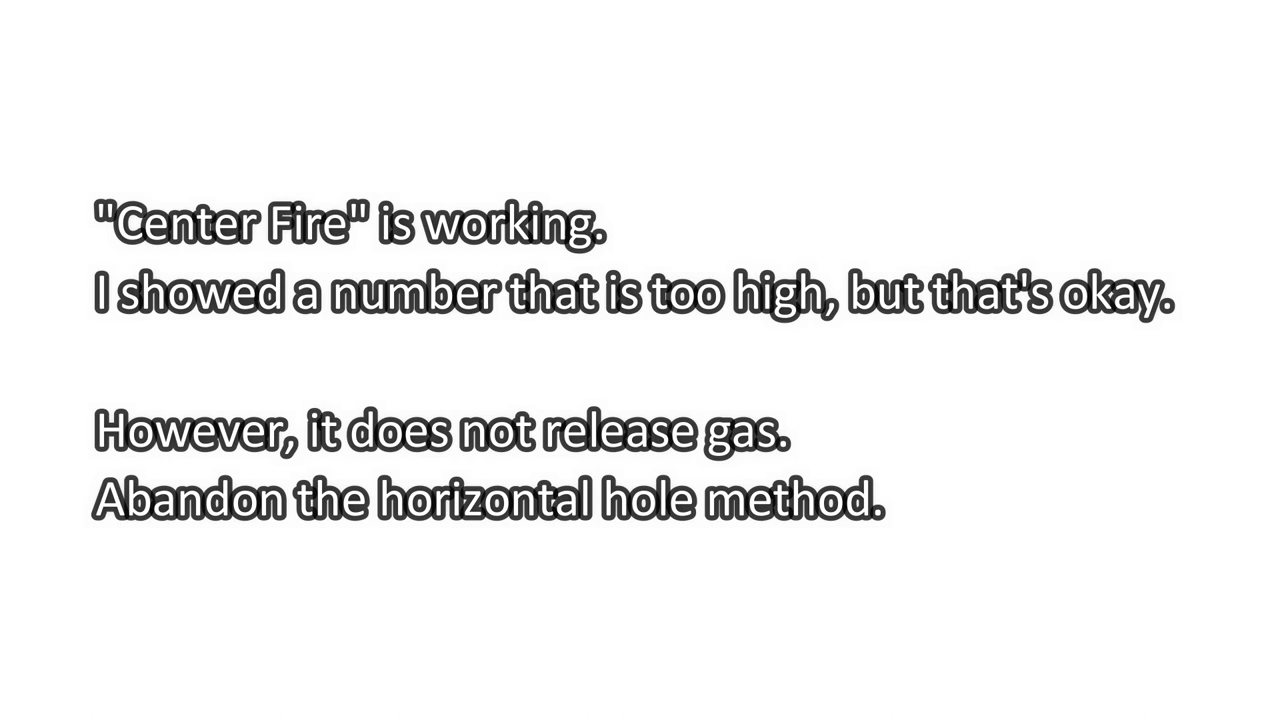 "Center Fire" is working.
I showed a number that is too high, but that's okay.
However, it does not release gas.
Abandon the horizontal hole method.